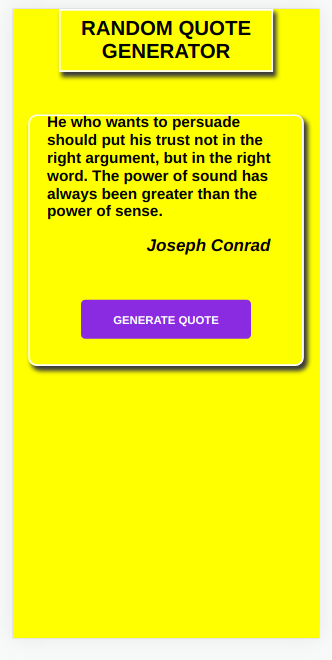 RANDOM QUOTE
GENERATOR
He who wants to persuade
should put his trust not in the
right argument, but in the right
word. The power of sound has
always been greater than the
power of sense.
Joseph Conrad
GENERATE QUOTE